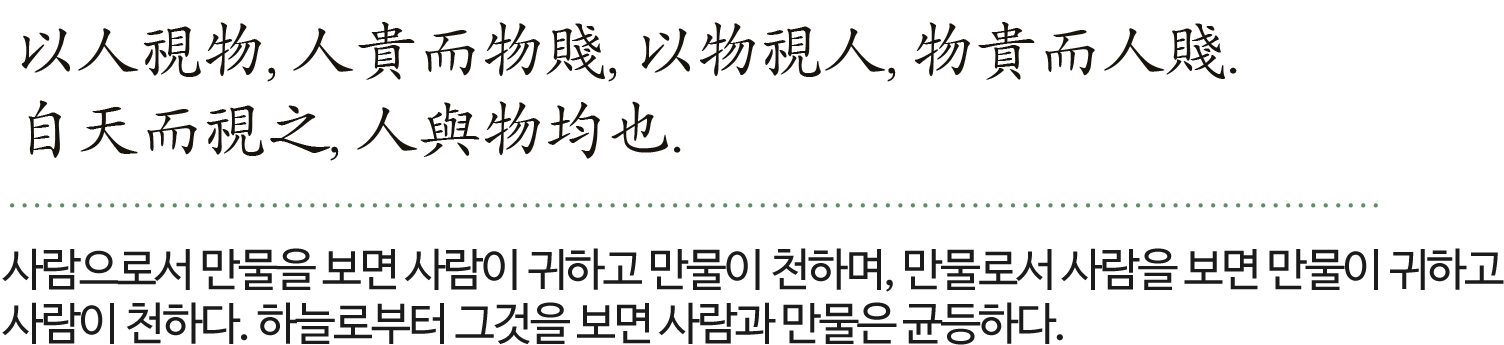 以人視物, 人貴而物賤, 以物視人, 物貴而人賤.
自天而視之, 人與物均也.
사람으로서 만물을 보면 사람이 귀하고 만물이 천하며, 만물로서 사람을 보면 만물이 귀하고
사람이 천하다. 하늘로부터 그것을 보면 사람과 만물은 균등하다.